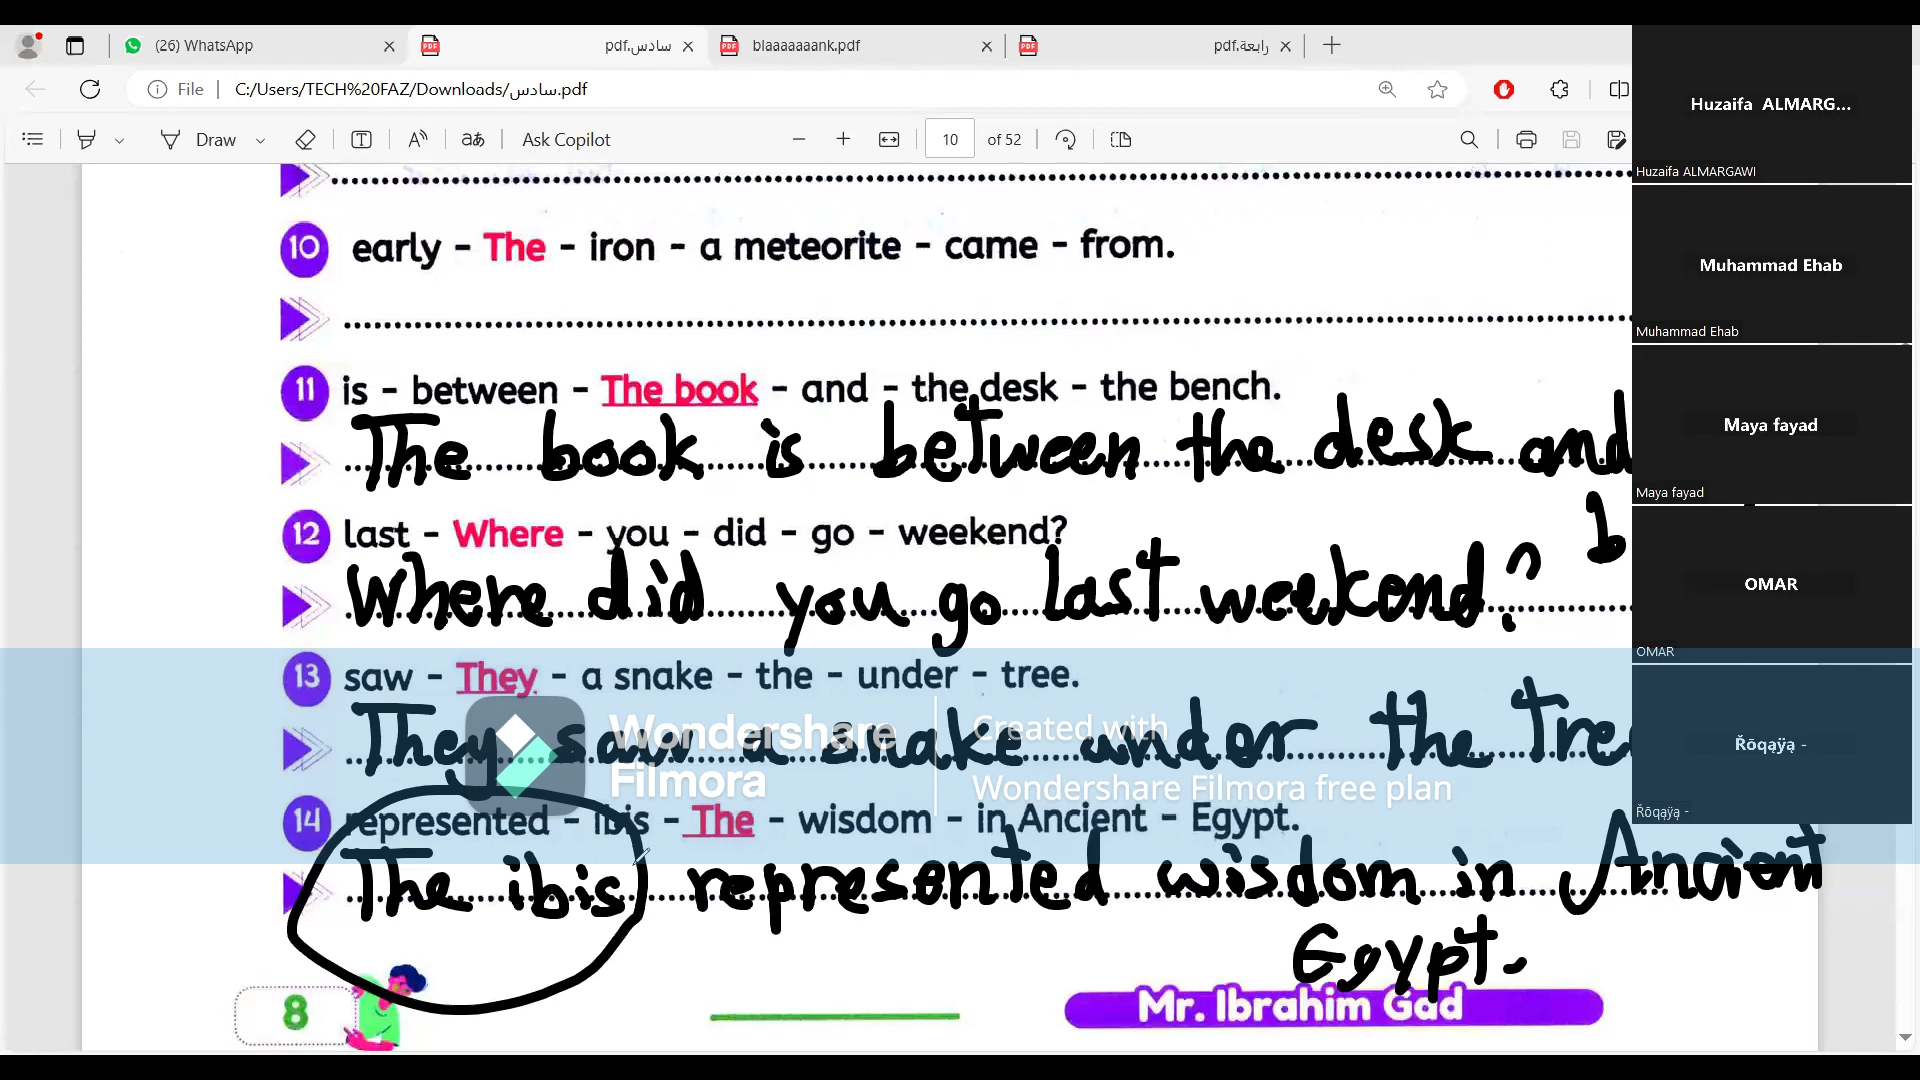 (26) WhatsApp
سادس.pdf
blaaaaaaank.pdf
رابعة.pdf
File
C:/Users/TECH%20FAZ/Downloads/سادس.pdf
Draw
aあ
Ask Copilot
10 of 52
10 early - The - iron - a meteorite - came - from.
11 is - between - The book - and - the desk - the bench.
The book is between the desk and
b
12 last - Where - you - did - go - weekend?
Where did you go last weekend?
13 saw - They - a snake - the - under - tree.
They saw a snake under the tre
Wondershare
Filmora
Created with
Wondershare Filmora free plan
14 represented - ibis - The - wisdom - in Ancient - Egypt.
The ibis represented wisdom in Ancient
Egypt.
8
Mr. Ibrahim Gad
Huzaifa ALMARG...
Huzaifa ALMARGAWI
Muhammad Ehab
Muhammad Ehab
Maya fayad
Maya fayad
OMAR
OMAR
Řōqąÿą -
Řōqąÿą -